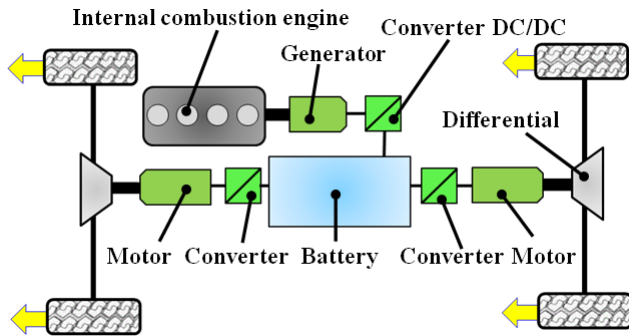 Internal combustion engine
Converter DC/DC
Generator
Differential
Motor Converter Battery Converter Motor